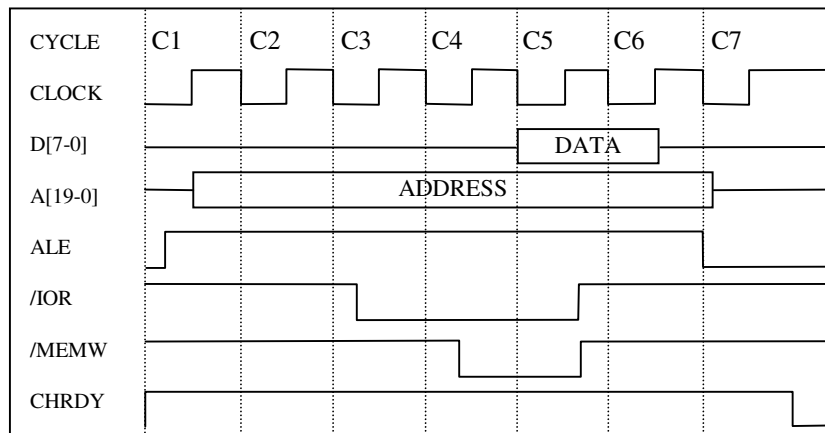 CYCLE C1 C2 C3 C4 C5 C6 C7
CLOCK
D[7-0] DATA
A[19-0] ADDRESS
ALE
/IOR
/MEMW
CHRDY